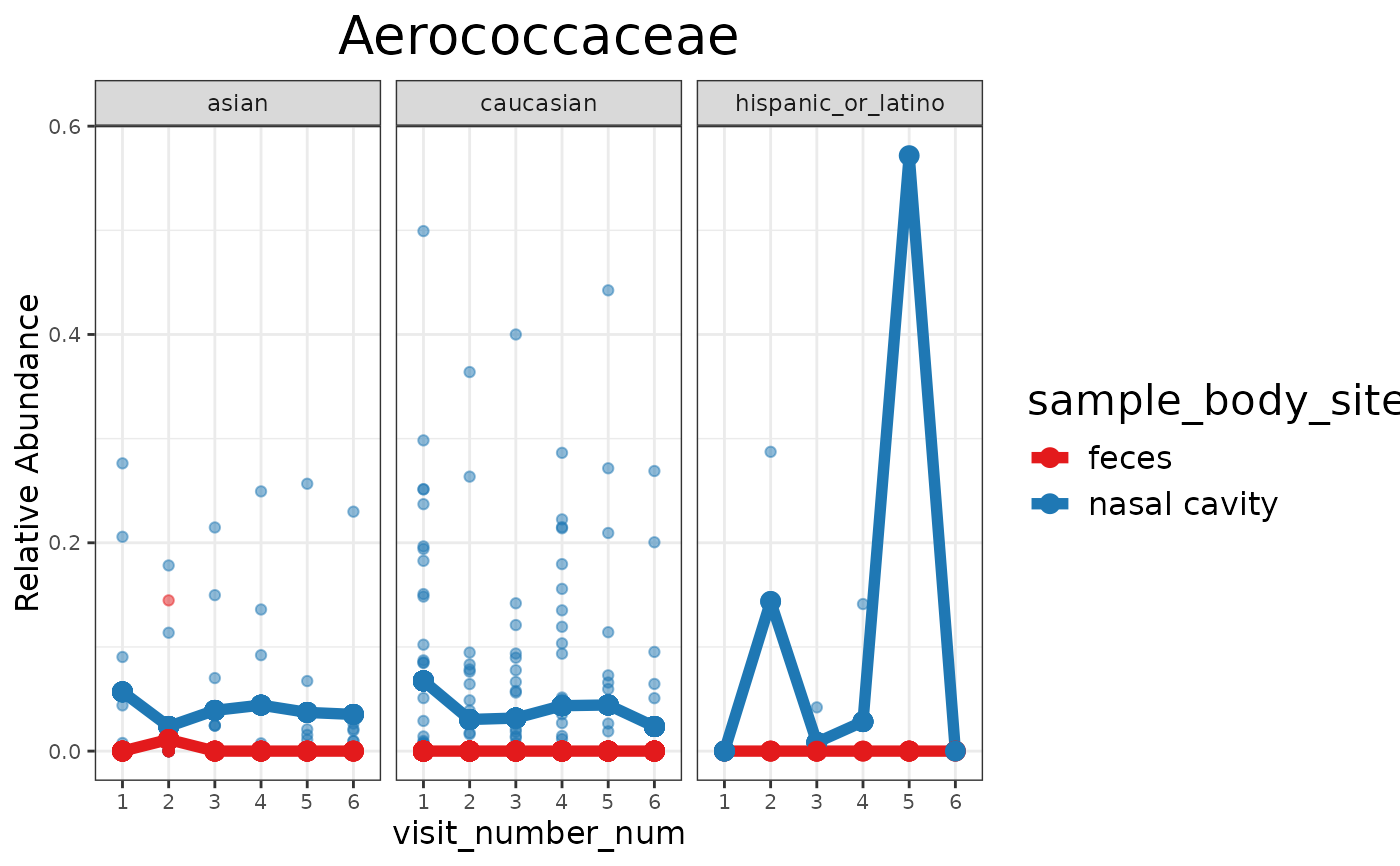 Aerococcaceae
asian caucasian hispanic_or_latino
Relative Abundance
0.6
0.4
0.2
0.0
1 2 3 4 5 6 1 2 3 4 5 6 1 2 3 4 5 6
visit_number_num
sample_body_site
feces
nasal cavity